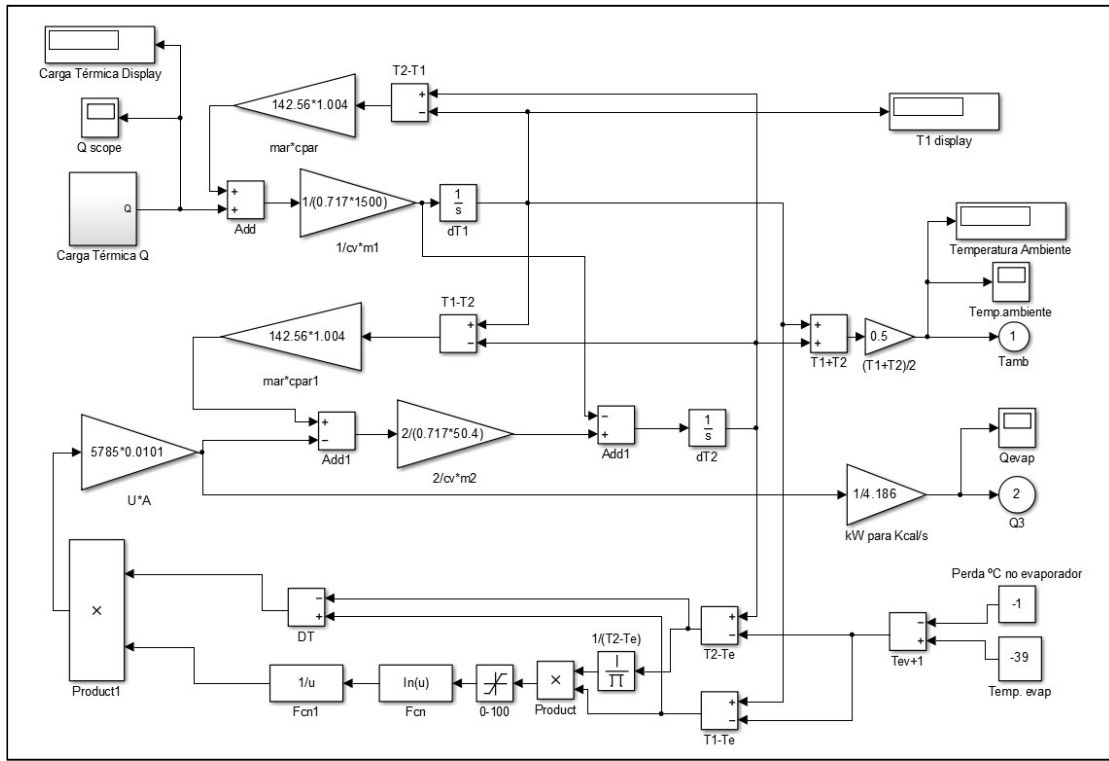 Carga Térmica Display
Q scope
Q
Carga Térmica Q
142.56*1.004
mar*cpar
T2-T1
+
−
T1 display
+
+
Add
1/(0.717*1500)
1/cv*m1
1
s
dT1
Temperatura Ambiente
Temp.ambiente
142.56*1.004
mar*cpar1
T1-T2
+
−
+
+
T1+T2
0.5
(T1+T2)/2
1
Tamb
5785*0.0101
U*A
+
−
Add1
2/(0.717*50.4)
2/cv*m2
−
+
Add1
1
s
dT2
Qevap
1/4.186
kW para Kcal/s
2
Q3
×
Product1
−
+
DT
1/u
Fcn1
ln(u)
Fcn
0-100
×
Product
1/(T2-Te)
+
−
T2-Te
+
−
T1-Te
−
+
Tev+1
Perda ºC no evaporador
-1
-39
Temp. evap